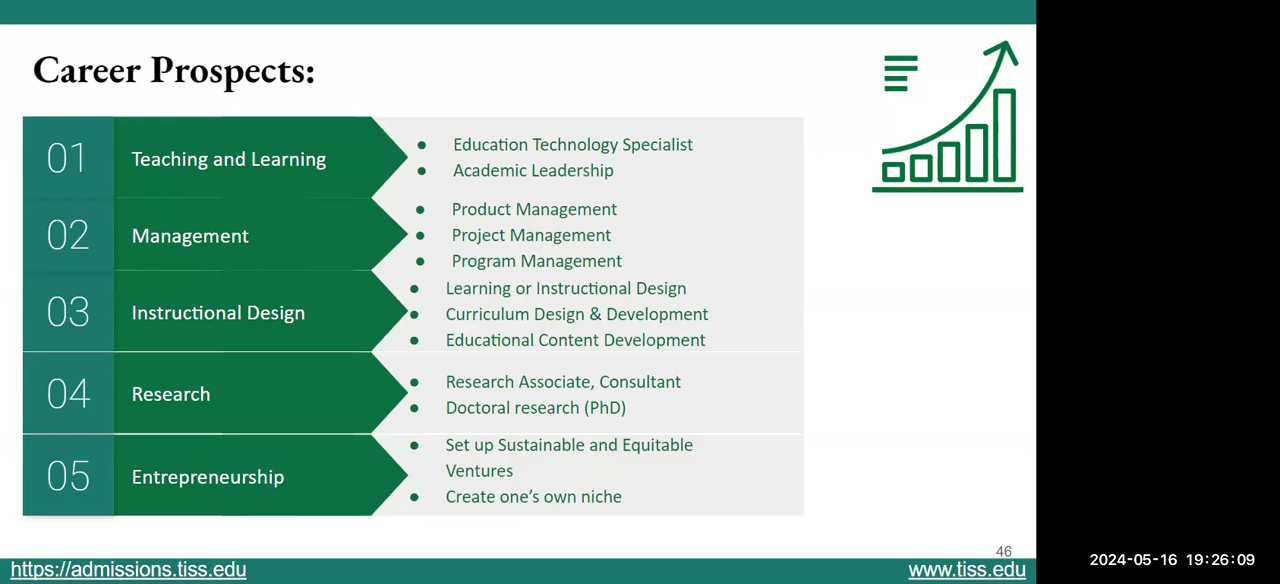 Career Prospects:
01
Teaching and Learning
● Education Technology Specialist
● Academic Leadership
02
Management
● Product Management
● Project Management
● Program Management
03
Instructional Design
● Learning or Instructional Design
● Curriculum Design & Development
● Educational Content Development
04
Research
● Research Associate, Consultant
● Doctoral research (PhD)
05
Entrepreneurship
● Set up Sustainable and Equitable
Ventures
● Create one's own niche
46
https://admissions.tiss.edu
www.tiss.edu
2024-05-16 19:26:09